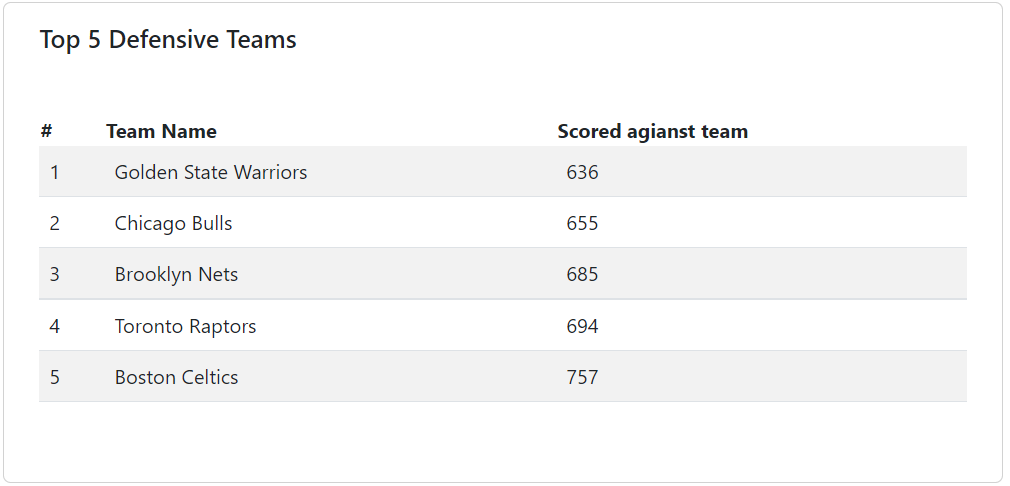 Top 5 Defensive Teams
# Team Name Scored agianst team
1 Golden State Warriors 636
2 Chicago Bulls 655
3 Brooklyn Nets 685
4 Toronto Raptors 694
5 Boston Celtics 757